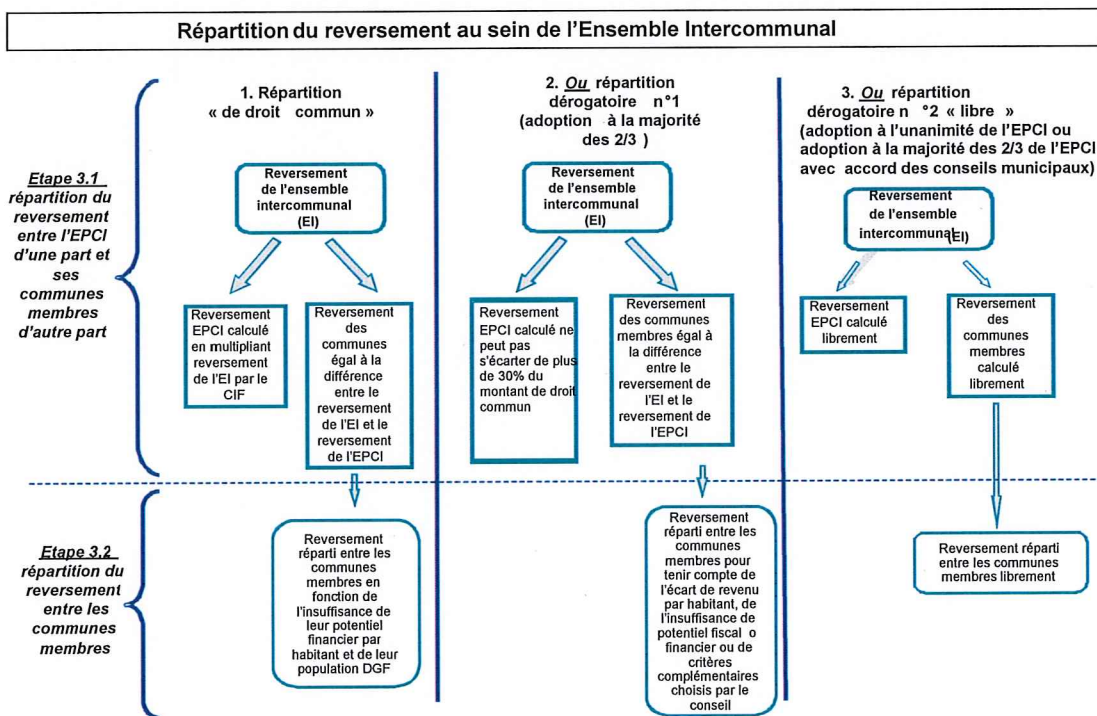 Répartition du reversement au sein de l’Ensemble Intercommunal
1. Répartition
« de droit commun »
2. Ou répartition
dérogatoire n°1
(adoption à la majorité
des 2/3 )
3. Ou répartition
dérogatoire n °2 « libre »
(adoption à l'unanimité de l'EPCI ou
adoption à la majorité des 2/3 de l'EPCI
avec accord des conseils municipaux)
Etape 3.1
répartition du
reversement
entre l'EPCI
d'une part et
ses
communes
membres
d'autre part
Reversement
de l'ensemble
intercommunal
(EI)
Reversement
EPCI calculé
en multipliant
reversement
de l'EI par le
CIF
Reversement
des
communes
égal à la
différence
entre le
reversement
de l'EI et le
reversement
de l'EPCI
Reversement
de l'ensemble
intercommunal
(EI)
Reversement
EPCI calculé ne
peut pas
s'écarter de plus
de 30% du
montant de droit
commun
Reversement
des communes
membres égal à
la différence
entre le
reversement de
l'EI et le
reversement de
l'EPCI
Reversement
de l'ensemble
intercommunal (EI)
Reversement
EPCI calculé
librement
Reversement
des
communes
membres
calculé
librement
Etape 3.2
répartition du
reversement
entre les
communes
membres
Reversement
réparti entre les
communes
membres en
fonction de
l'insuffisance de
leur potentiel
financier par
habitant et de leur
population DGF
Reversement
réparti entre les
communes
membres pour
tenir compte de
l'écart de revenu
par habitant, de
l'insuffisance de
potentiel fiscal o
financier ou de
critères
complémentaires
choisis par le
conseil
Reversement réparti
entre les communes
membres librement